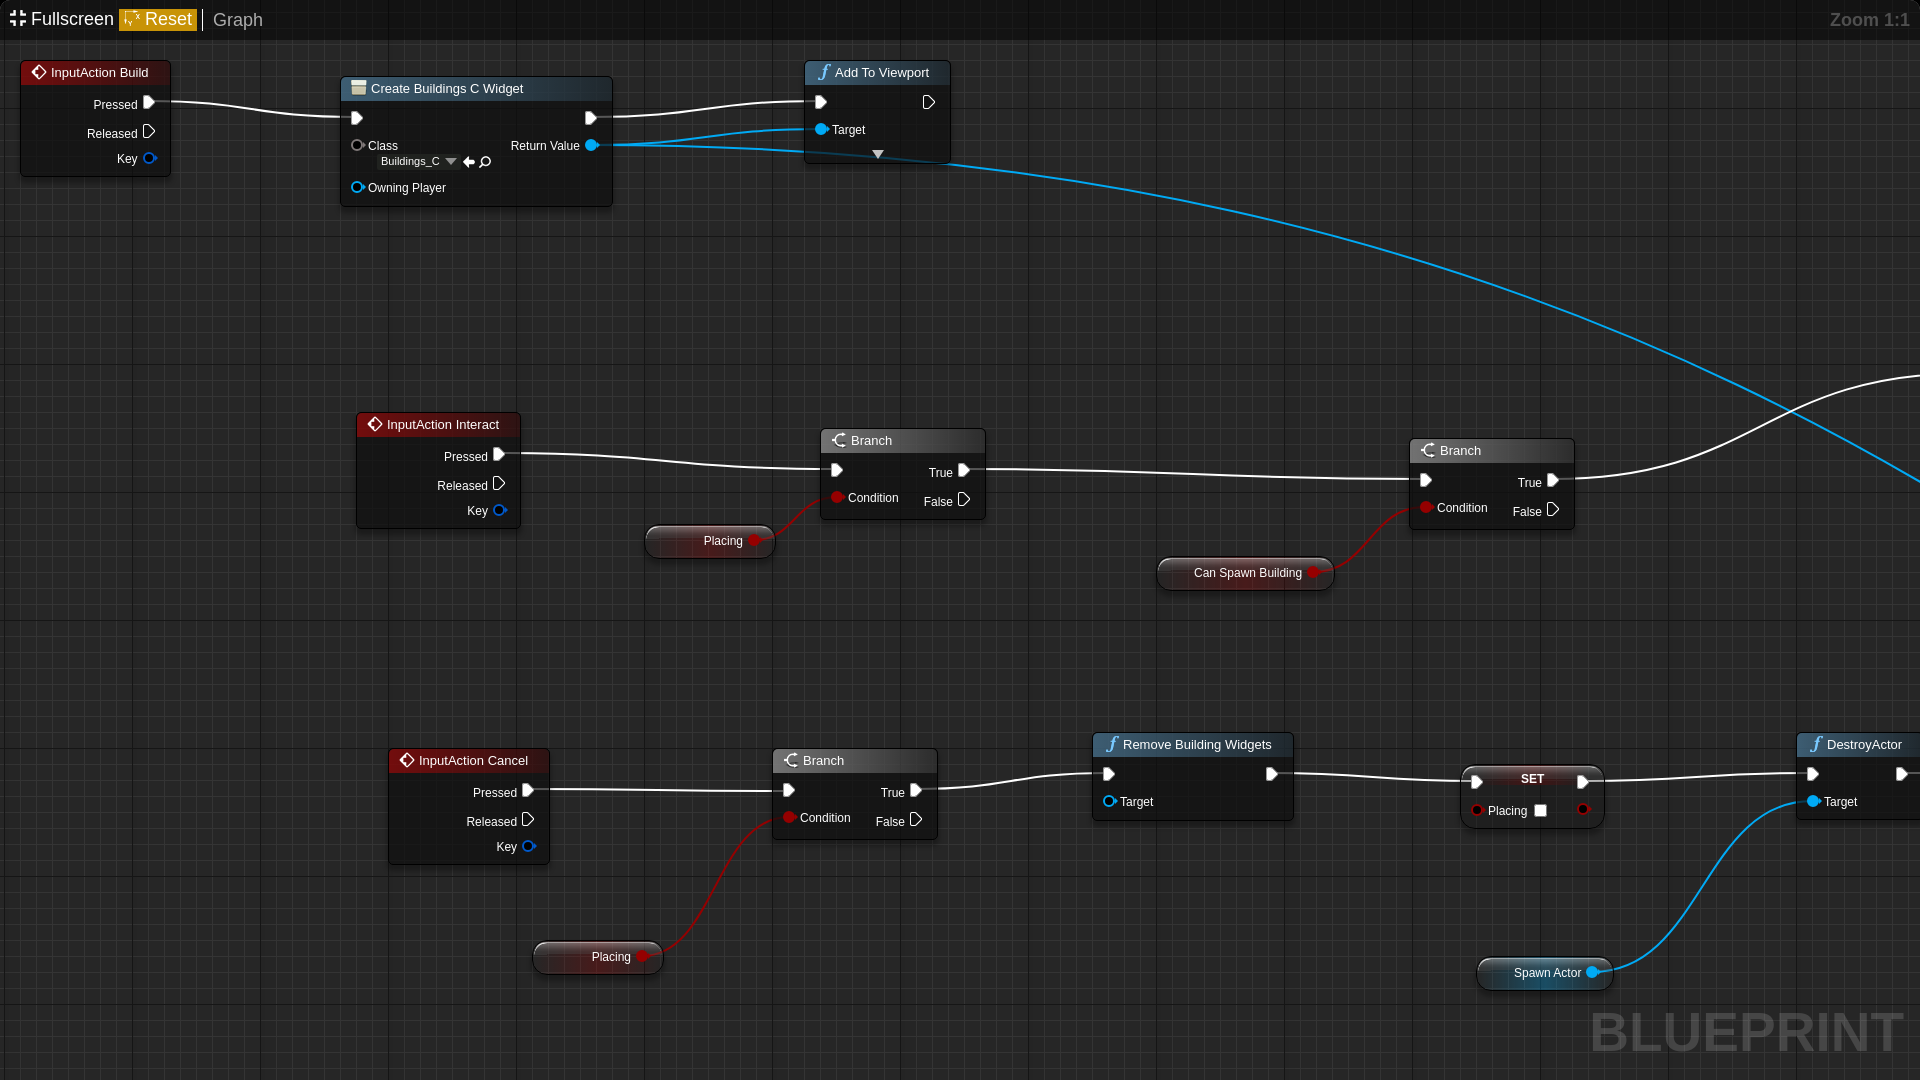 Fullscreen Reset Graph Zoom 1:1
InputAction Build
Pressed
Released
Key
Create Buildings C Widget
Class
Buildings_C
Return Value
Owning Player
Add To Viewport
Target
InputAction Interact
Pressed
Released
Key
Placing
Branch
True
Condition
False
Can Spawn Building
Branch
True
Condition
False
InputAction Cancel
Pressed
Released
Key
Placing
Branch
True
Condition
False
Remove Building Widgets
Target
SET
Placing
Spawn Actor
DestroyActor
Target
BLUEPRINT